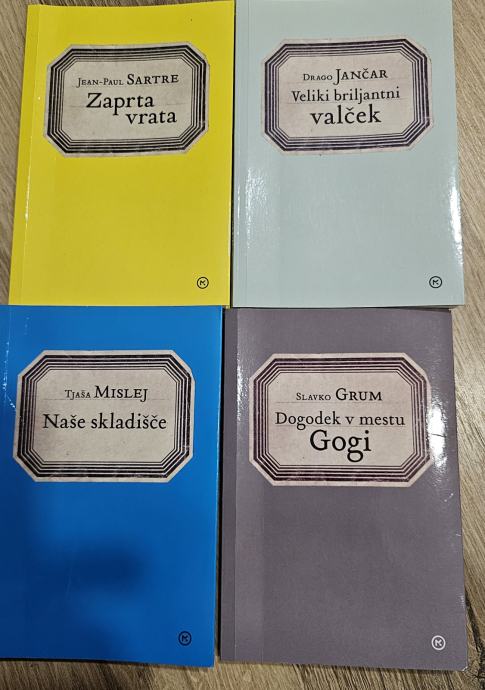 Jean-Paul SARTRE
Zaprta
vrata
Drago JANČAR
Veliki briljantni
valček
Tjaša MISLEJ
Naše skladišče
Slavko GRUM
Dogodek v mestu
Gogi